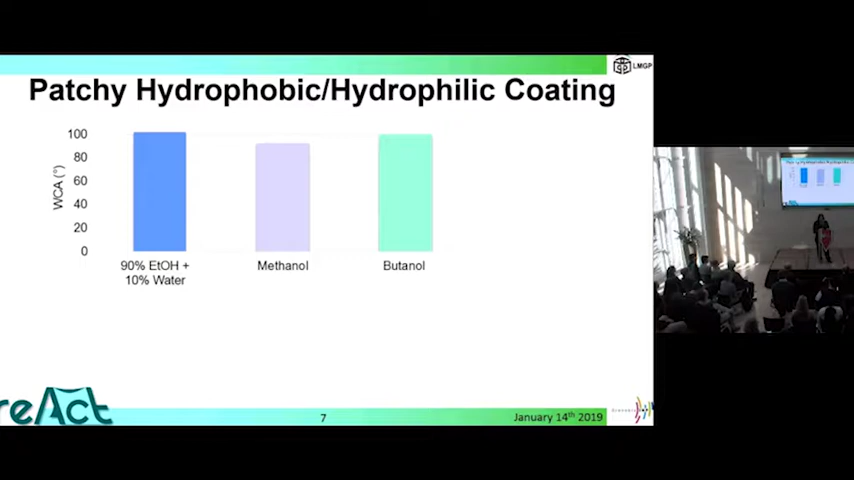 LMGP
Patchy Hydrophobic/Hydrophilic Coating
100
80
60
40
20
0
WCA (°)
90% EtOH +
10% Water
Methanol
Butanol
reAct
7
January 14th 2019